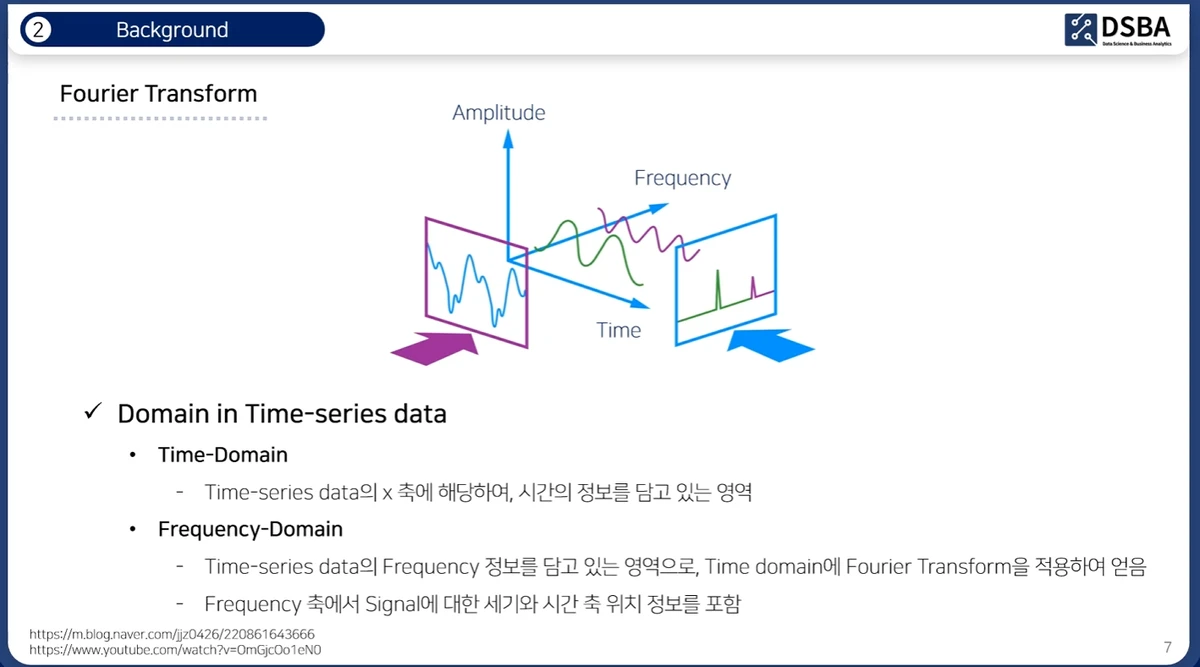 2 Background
DSBA
Data Science & Business Analytics
Fourier Transform
Amplitude
Frequency
Time
✓ Domain in Time-series data
• Time-Domain
- Time-series data의 x 축에 해당하여, 시간의 정보를 담고 있는 영역
• Frequency-Domain
- Time-series data의 Frequency 정보를 담고 있는 영역으로, Time domain에 Fourier Transform을 적용하여 얻음
- Frequency 축에서 Signal에 대한 세기와 시간 축 위치 정보를 포함
https://m.blog.naver.com/jjz0426/220861643666
https://www.youtube.com/watch?v=OmGjcOo1eN0
7